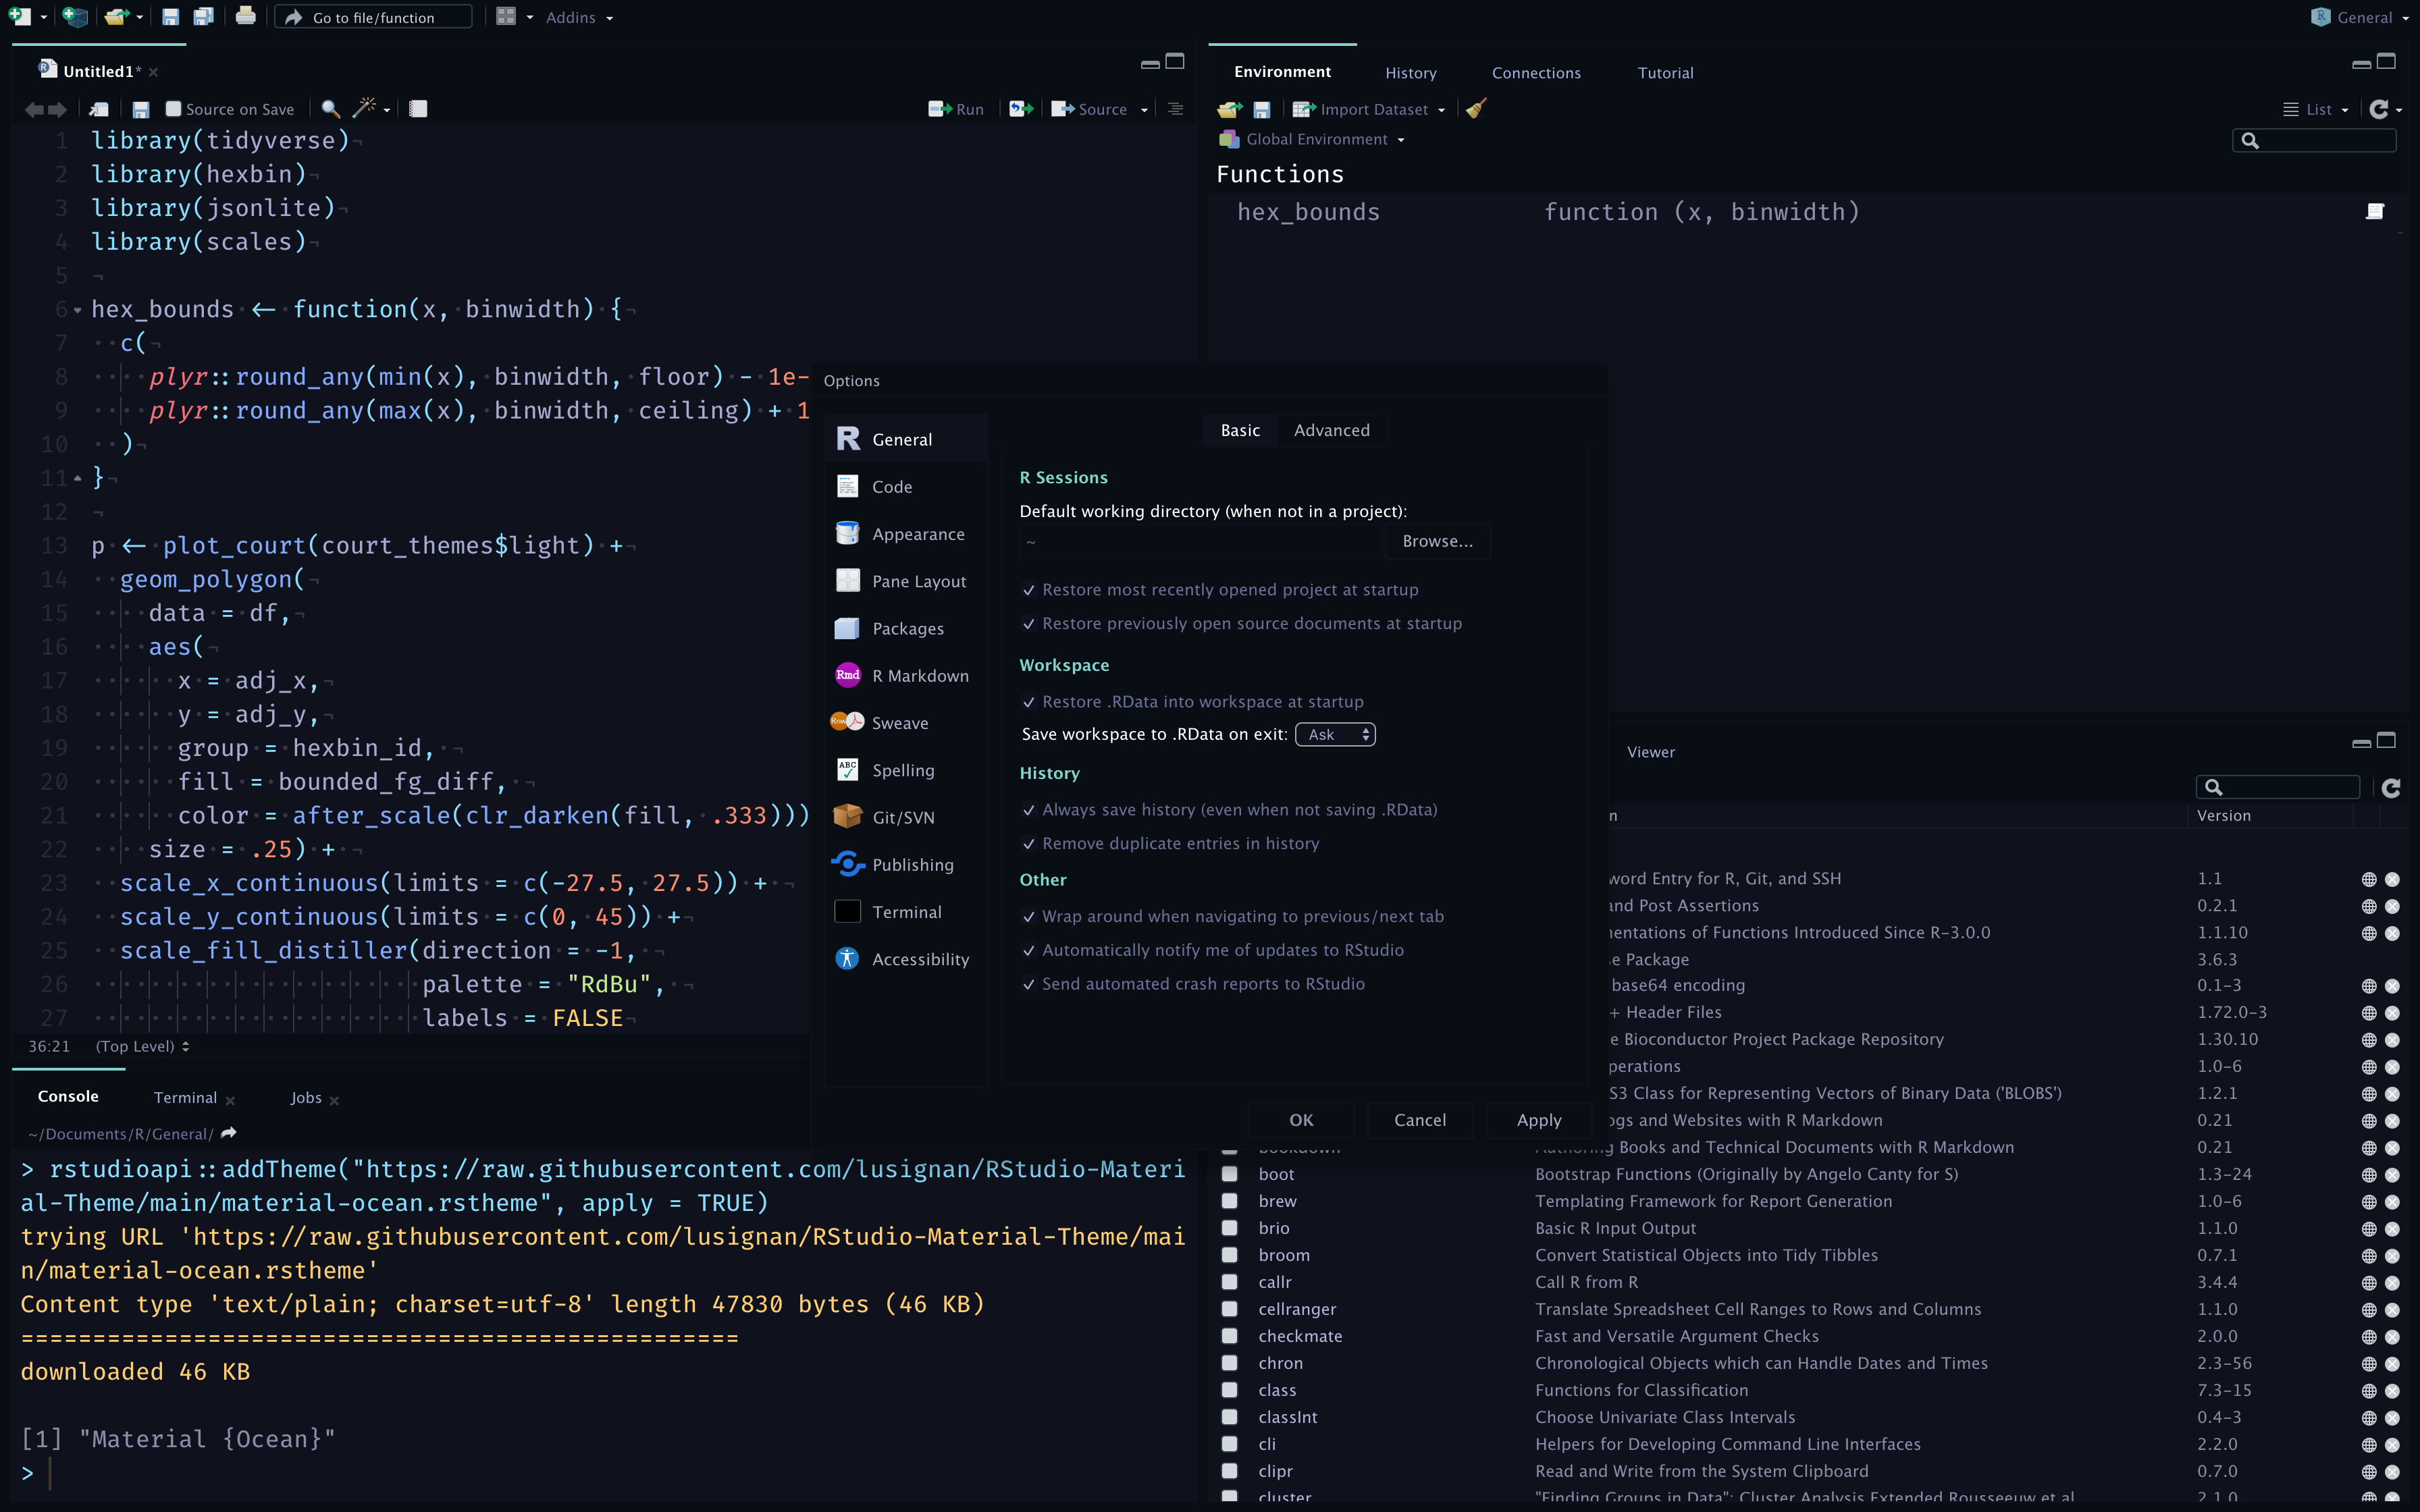 Go to file/function
Addins
General
Untitled1*
Source on Save
Run
Source
1 library(tidyverse)
2 library(hexbin)
3 library(jsonlite)
4 library(scales)
5
6 hex_bounds <- function(x, binwidth) {
7 c(
8 plyr::round_any(min(x), binwidth, floor) - 1e-
9 plyr::round_any(max(x), binwidth, ceiling) + 1
10 )
11 }
12
13 p <- plot_court(court_themes$light) +
14 geom_polygon(
15 data = df,
16 aes(
17 x = adj_x,
18 y = adj_y,
19 group = hexbin_id,
20 fill = bounded_fg_diff,
21 color = after_scale(clr_darken(fill, .333)))
22 size = .25) +
23 scale_x_continuous(limits = c(-27.5, 27.5)) +
24 scale_y_continuous(limits = c(0, 45)) +
25 scale_fill_distiller(direction = -1,
26 palette = "RdBu",
27 labels = FALSE
36:21 (Top Level)
Console Terminal Jobs
~/Documents/R/General/
> rstudioapi::addTheme("https://raw.githubusercontent.com/lusignan/RStudio-Materi
al-Theme/main/material-ocean.rstheme", apply = TRUE)
trying URL 'https://raw.githubusercontent.com/lusignan/RStudio-Material-Theme/mai
n/material-ocean.rstheme'
Content type 'text/plain; charset=utf-8' length 47830 bytes (46 KB)
==================================================
downloaded 46 KB
[1] "Material {Ocean}"
>
Options
General
Code
Appearance
Pane Layout
Packages
R Markdown
Sweave
Spelling
Git/SVN
Publishing
Terminal
Accessibility
Basic Advanced
R Sessions
Default working directory (when not in a project):
~ Browse...
Restore most recently opened project at startup
Restore previously open source documents at startup
Workspace
Restore .RData into workspace at startup
Save workspace to .RData on exit: Ask
History
Always save history (even when not saving .RData)
Remove duplicate entries in history
Other
Wrap around when navigating to previous/next tab
Automatically notify me of updates to RStudio
Send automated crash reports to RStudio
OK Cancel Apply
Environment History Connections Tutorial
Import Dataset
List
Global Environment
Functions
hex_bounds function (x, binwidth)
Viewer
n Version
word Entry for R, Git, and SSH 1.1
and Post Assertions 0.2.1
entations of Functions Introduced Since R-3.0.0 1.1.10
e Package 3.6.3
base64 encoding 0.1-3
+ Header Files 1.72.0-3
e Bioconductor Project Package Repository 1.30.10
perations 1.0-6
S3 Class for Representing Vectors of Binary Data ('BLOBS') 1.2.1
ogs and Websites with R Markdown 0.21
bookdown Authoring Books and Technical Documents with R Markdown 0.21
boot Bootstrap Functions (Originally by Angelo Canty for S) 1.3-24
brew Templating Framework for Report Generation 1.0-6
brio Basic R Input Output 1.1.0
broom Convert Statistical Objects into Tidy Tibbles 0.7.1
callr Call R from R 3.4.4
cellranger Translate Spreadsheet Cell Ranges to Rows and Columns 1.1.0
checkmate Fast and Versatile Argument Checks 2.0.0
chron Chronological Objects which can Handle Dates and Times 2.3-56
class Functions for Classification 7.3-15
classInt Choose Univariate Class Intervals 0.4-3
cli Helpers for Developing Command Line Interfaces 2.2.0
clipr Read and Write from the System Clipboard 0.7.0
cluster "Finding Groups in Data": Cluster Analysis Extended Rousseeuw et al 2.1.0